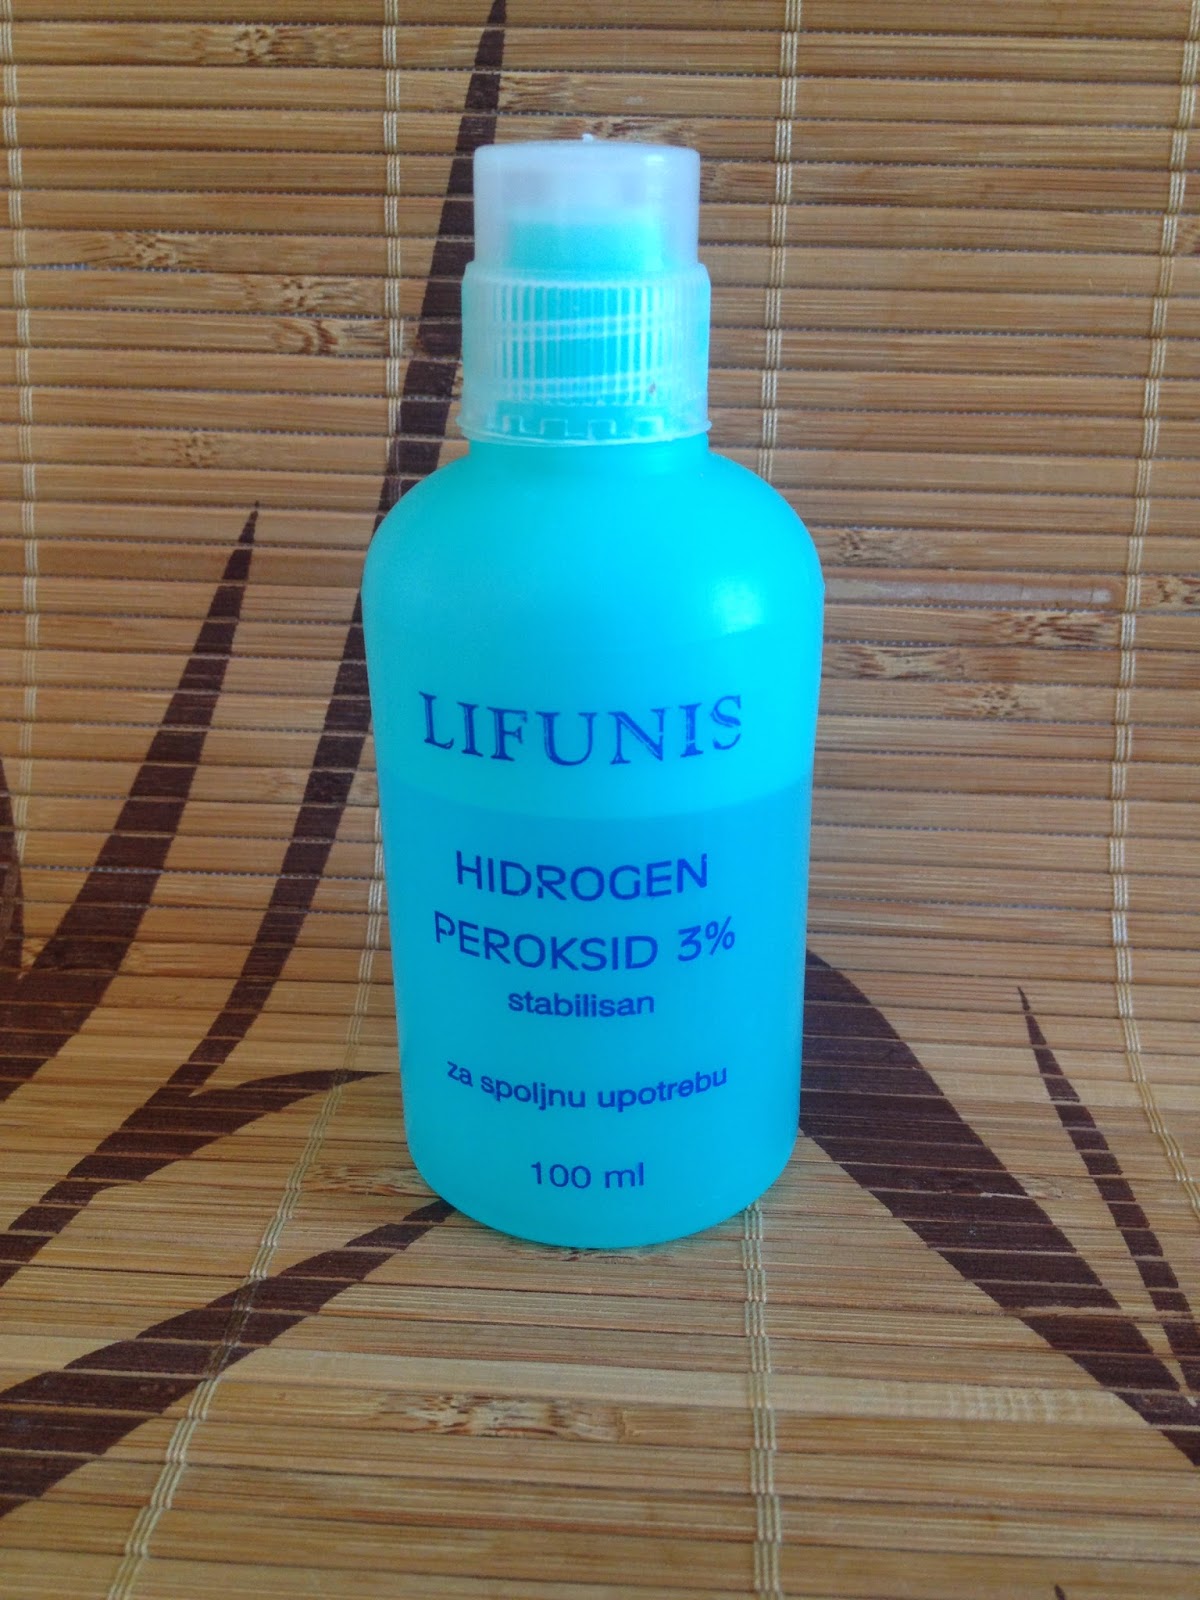 LIFUNIS
HIDROGEN
PEROKSID 3%
stabilisan
za spoljnu upotrebu
100 ml